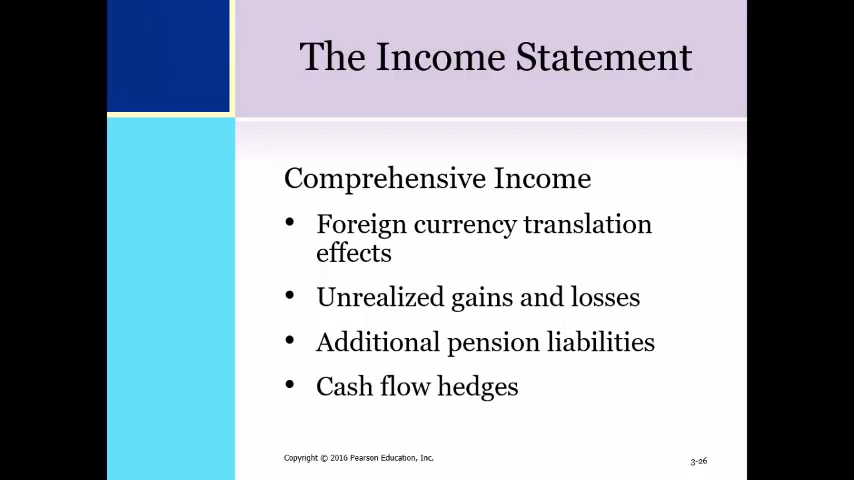 The Income Statement
Comprehensive Income
• Foreign currency translation
effects
• Unrealized gains and losses
• Additional pension liabilities
• Cash flow hedges
Copyright © 2016 Pearson Education, Inc.
3-26